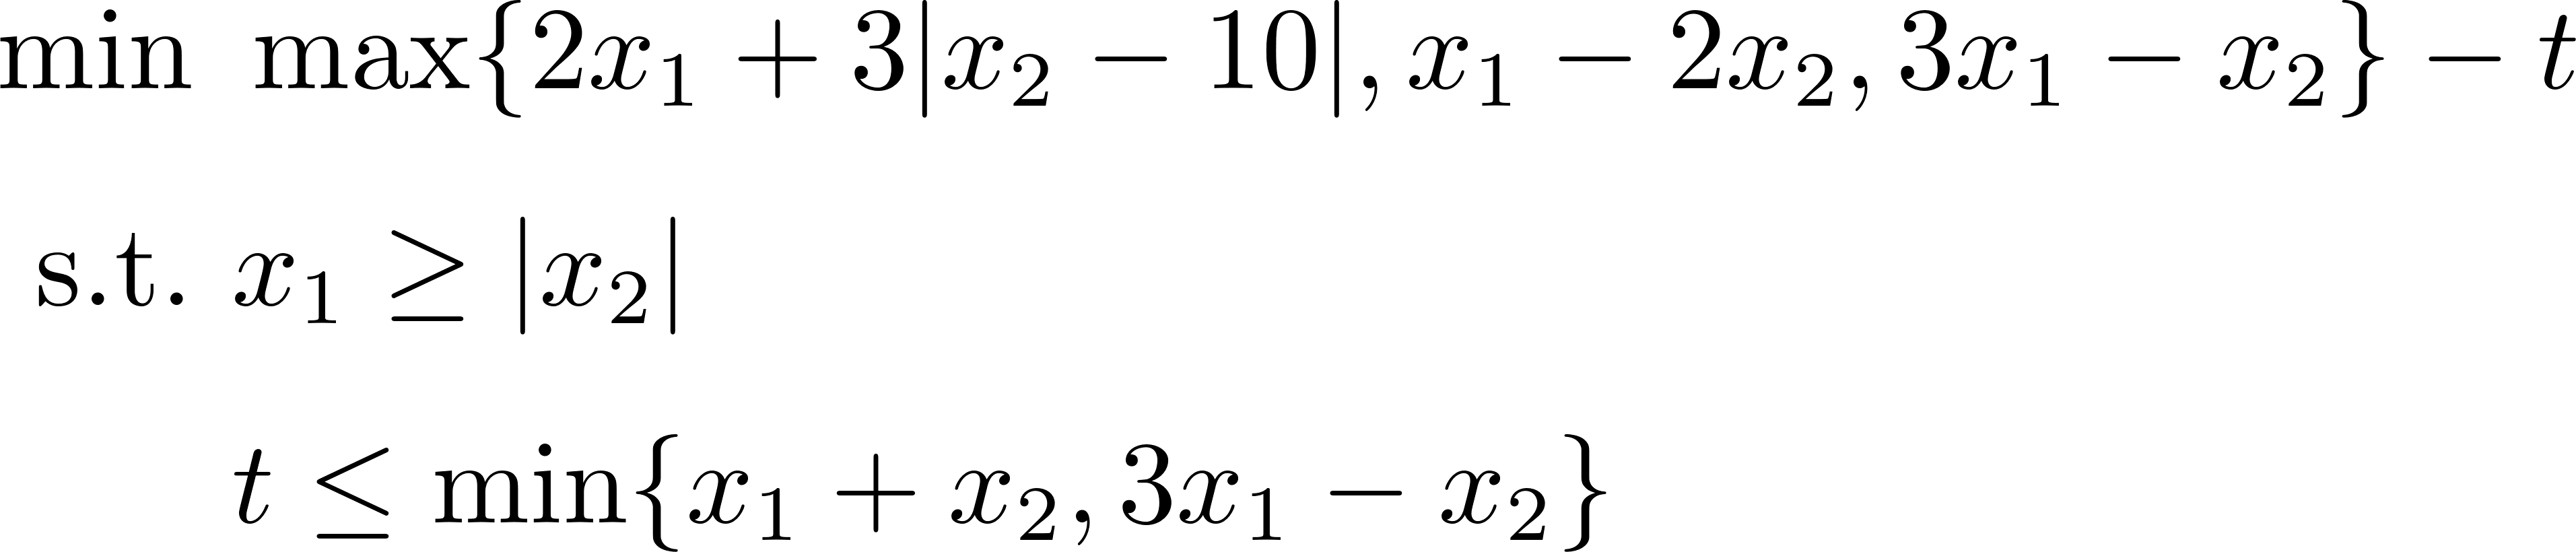 min max{2x₁ + 3|x₂ − 10|, x₁ − 2x₂, 3x₁ − x₂} − t
s.t. x₁ ≥ |x₂|
t ≤ min{x₁ + x₂, 3x₁ − x₂}